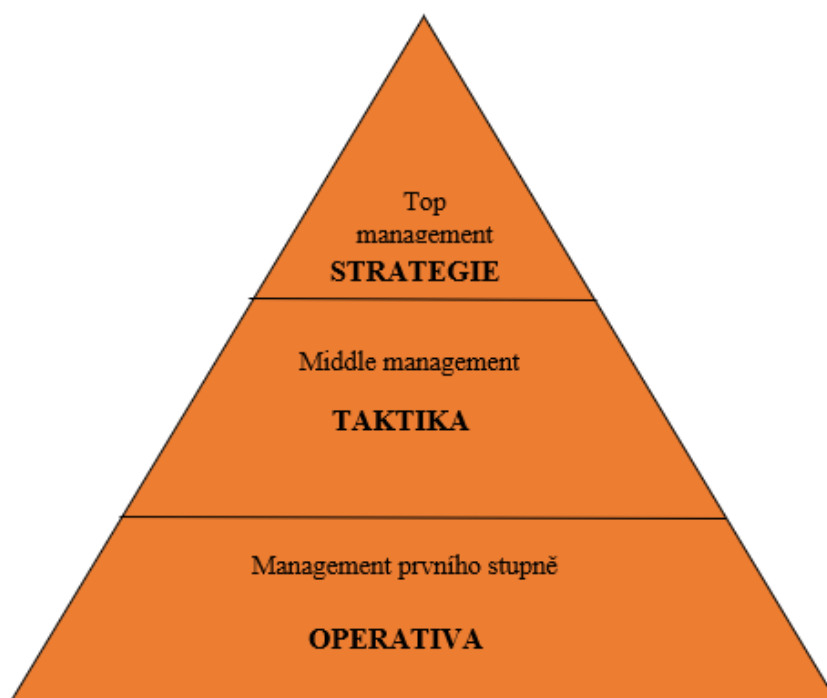 Top
management
STRATEGIE
Middle management
TAKTIKA
Management prvního stupně
OPERATIVA